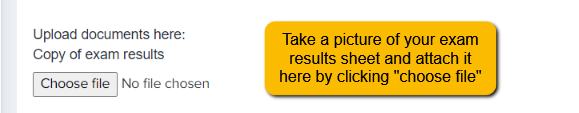 Upload documents here:
Copy of exam results
Choose file No file chosen
Take a picture of your exam
results sheet and attach it
here by clicking "choose file"